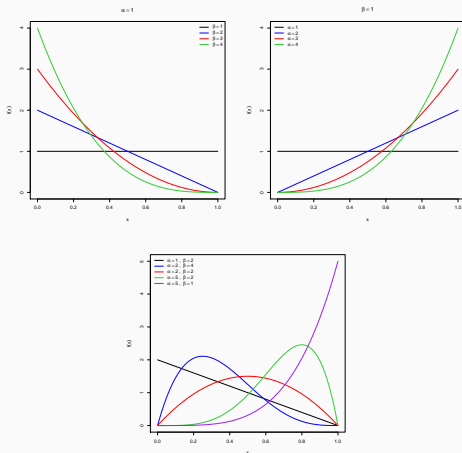 α=1
β=1
β=2
β=3
β=4
f(x)
0
1
2
3
4
0.0 0.2 0.4 0.6 0.8 1.0
x
β=1
α=1
α=2
α=3
α=4
f(x)
0
1
2
3
4
0.0 0.2 0.4 0.6 0.8 1.0
x
α=1, β=2
α=2, β=4
α=2, β=2
α=5, β=2
α=5, β=1
f(x)
0
1
2
3
4
5
0.0 0.2 0.4 0.6 0.8 1.0
x